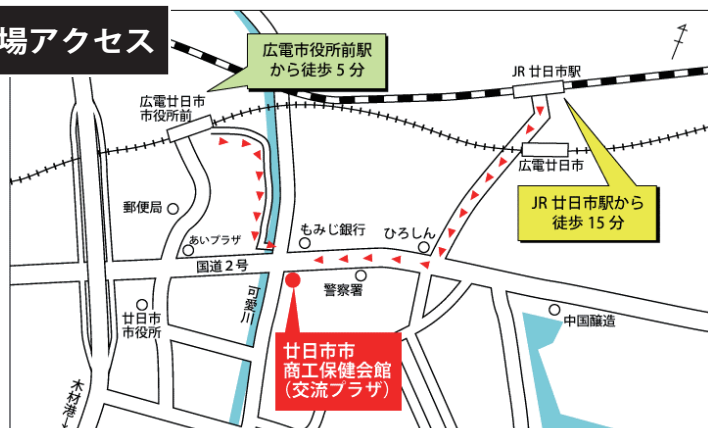 場アクセス
広電市役所前駅
から徒歩5分
JR 廿日市駅
広電廿日市
市役所前
広電廿日市
JR 廿日市駅から
徒歩 15 分
郵便局
あいプラザ
もみじ銀行
ひろしん
国道2号
警察署
可愛川
廿日市
市役所
中国醸造
廿日市市
商工保健会館
（交流プラザ）
木材港→